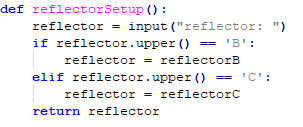 def reflectorSetup():
    reflector = input("reflector: ")
    if reflector.upper() == 'B':
        reflector = reflectorB
    elif reflector.upper() == 'C':
        reflector = reflectorC
    return reflector